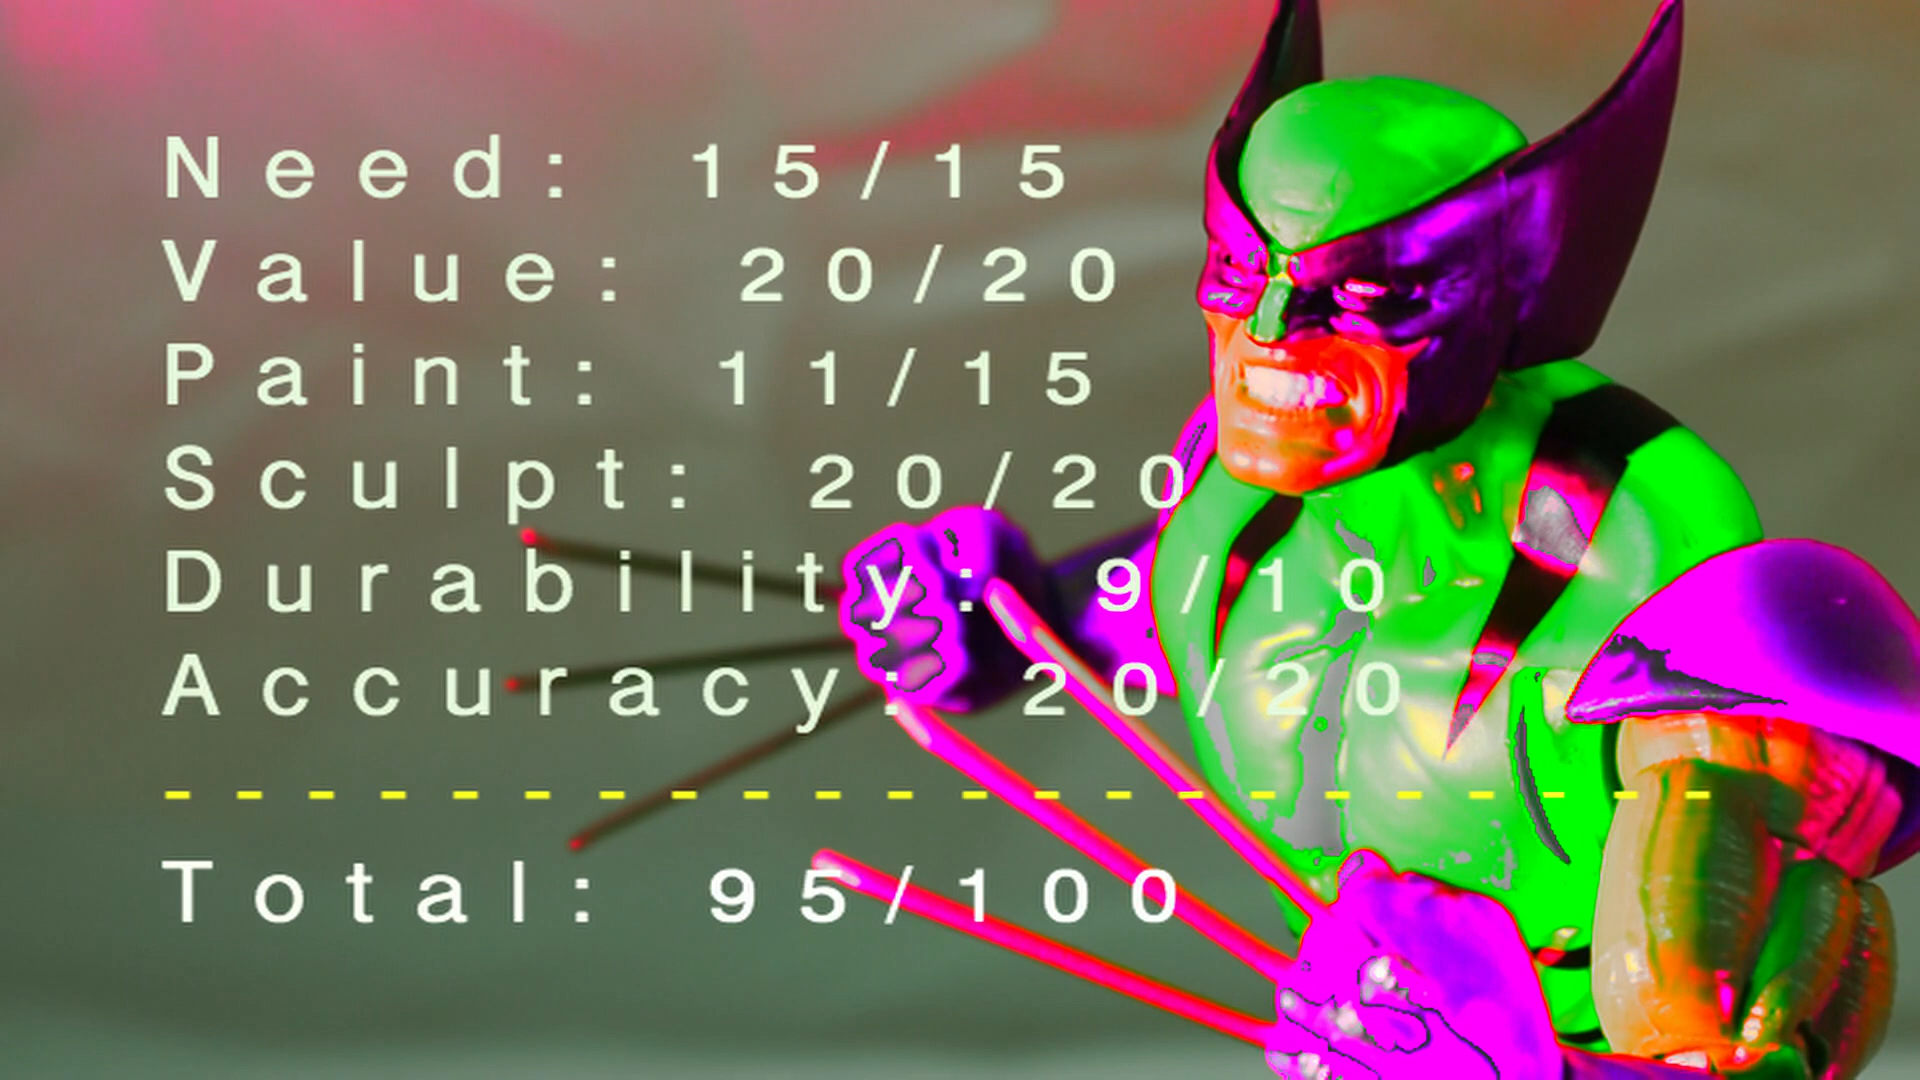 Need: 15/15
Value: 20/20
Paint: 11/15
Sculpt: 20/20
Durability: 9/10
Accuracy: 20/20
----------------------
Total: 95/100